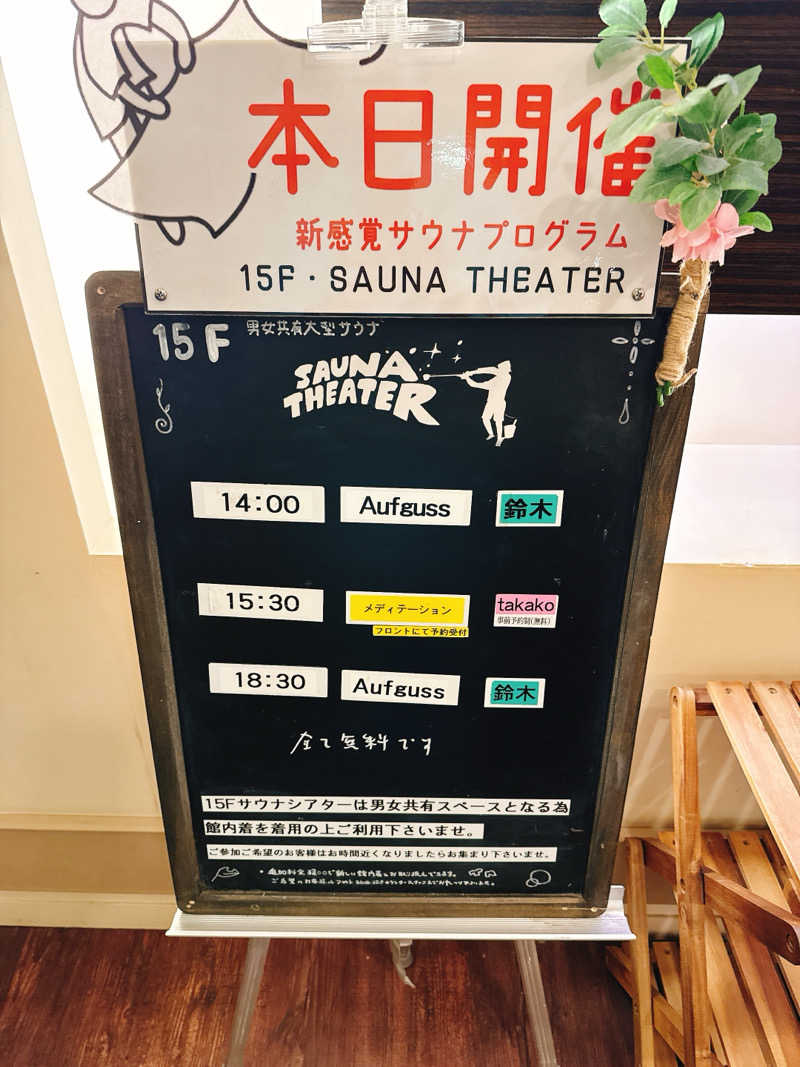 本日開催
新感覚サウナプログラム
15F・SAUNA THEATER
15F 男女共有大型サウナ
SAUNA
THEATER
14:00 Aufguss 鈴木
15:30 メディテーション takako
フロントにて予約受付 事前予約制(無料)
18:30 Aufguss 鈴木
全て無料です
15Fサウナシアターは男女共有スペースとなる為
館内着を着用の上ご利用下さいませ。
ご参加ご希望のお客様はお時間近くなりましたらお集まり下さいませ。